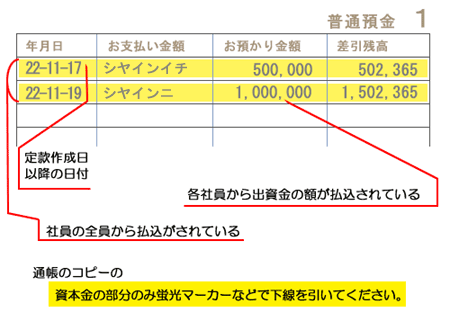 普通預金 1
年月日 お支払い金額 お預かり金額 差引残高
22-11-17 シヤインイチ 500,000 502,365
22-11-19 シヤインニ 1,000,000 1,502,365
定款作成日
以降の日付
各社員から出資金の額が払込されている
社員の全員から払込がされている
通帳のコピーの
資本金の部分のみ蛍光マーカーなどで下線を引いてください。